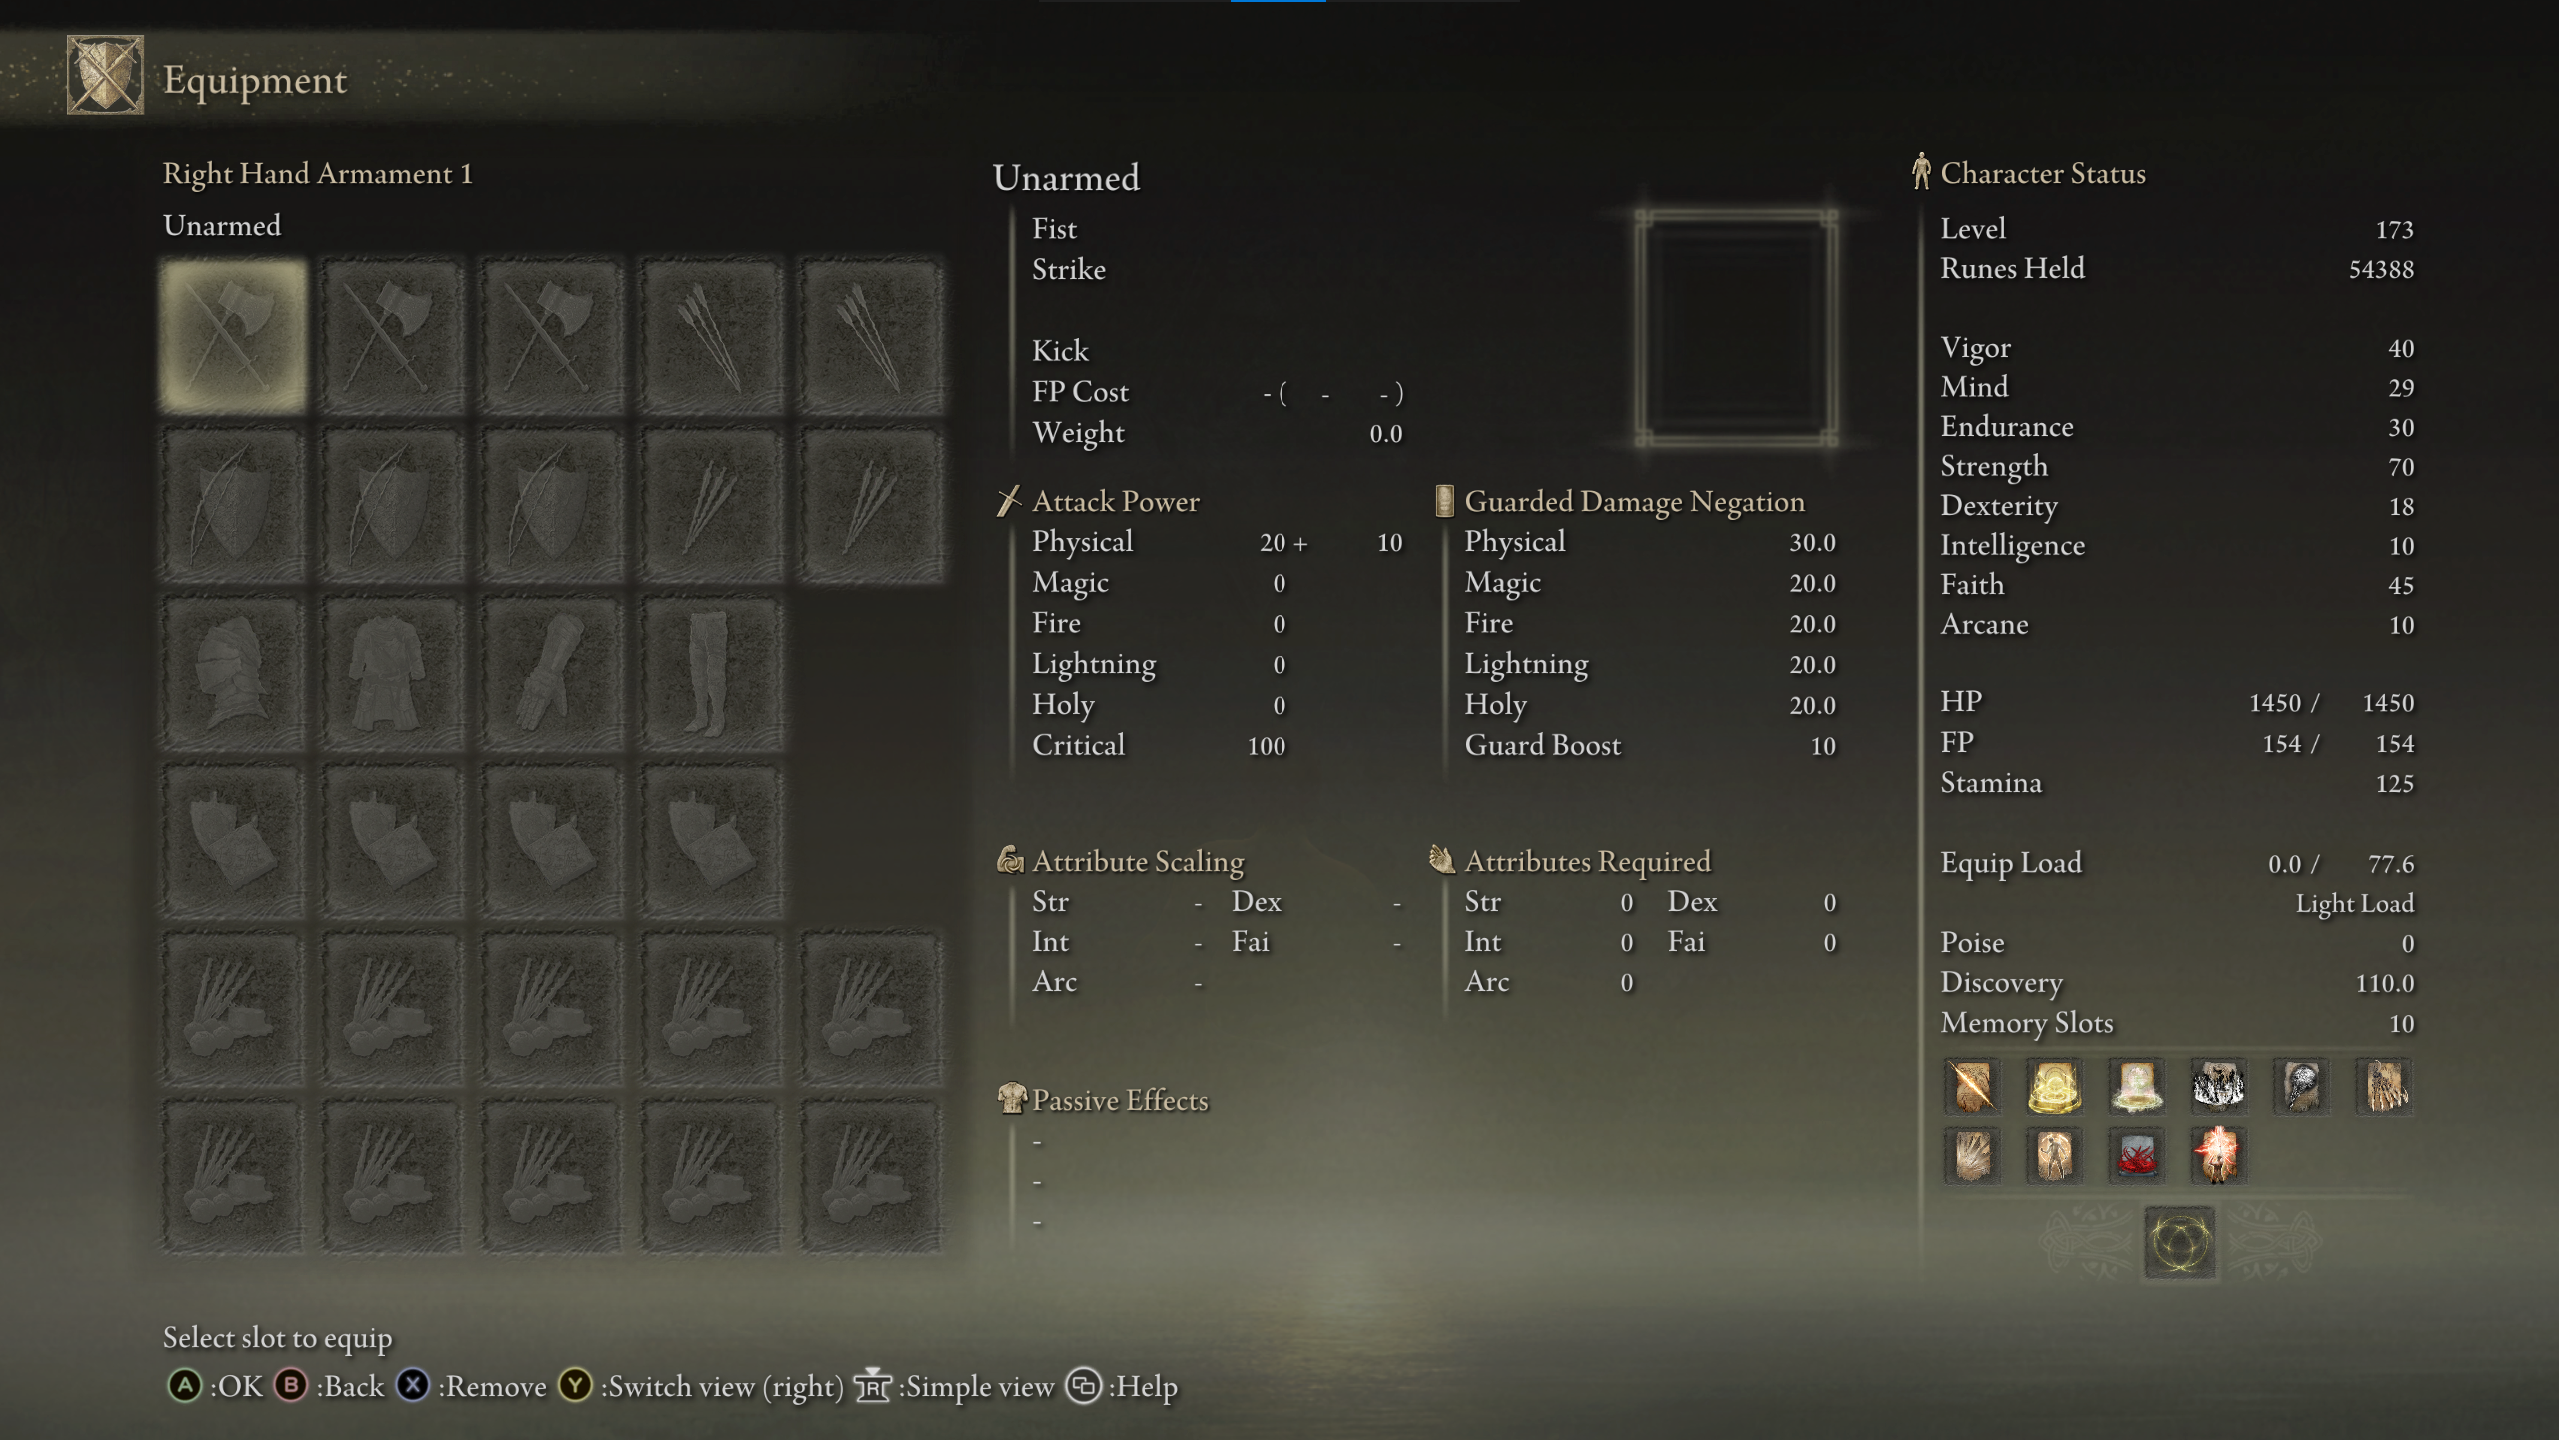 Equipment
Right Hand Armament 1
Unarmed
Unarmed
Fist
Strike
Kick
FP Cost - ( - - )
Weight 0.0
Attack Power
Physical 20 + 10
Magic 0
Fire 0
Lightning 0
Holy 0
Critical 100
Guarded Damage Negation
Physical 30.0
Magic 20.0
Fire 20.0
Lightning 20.0
Holy 20.0
Guard Boost 10
Attribute Scaling
Str - Dex -
Int - Fai -
Arc -
Attributes Required
Str 0 Dex 0
Int 0 Fai 0
Arc 0
Passive Effects
-
-
-
Character Status
Level 173
Runes Held 54388
Vigor 40
Mind 29
Endurance 30
Strength 70
Dexterity 18
Intelligence 10
Faith 45
Arcane 10
HP 1450 / 1450
FP 154 / 154
Stamina 125
Equip Load 0.0 / 77.6
Light Load
Poise 0
Discovery 110.0
Memory Slots 10
Select slot to equip
A :OK B :Back X :Remove Y :Switch view (right) R :Simple view :Help